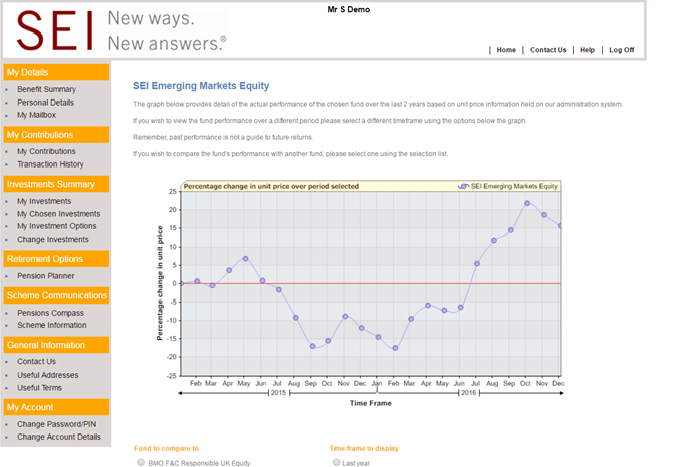 Mr S Demo
SEI New ways.
New answers.®
| Home | Contact Us | Help | Log Off
My Details
Benefit Summary
Personal Details
My Mailbox
My Contributions
My Contributions
Transaction History
Investments Summary
My Investments
My Chosen Investments
My Investment Options
Change Investments
Retirement Options
Pension Planner
Scheme Communications
Pensions Compass
Scheme Information
General Information
Contact Us
Useful Addresses
Useful Terms
My Account
Change Password/PIN
Change Account Details
SEI Emerging Markets Equity
The graph below provides detail of the actual performance of the chosen fund over the last 2 years based on unit price information held on our administration system.
If you wish to view the fund performance over a different period please select a different timeframe using the options below the graph.
Remember, past performance is not a guide to future returns.
If you wish to compare the fund's performance with another fund, please select one using the selection list.
Percentage change in unit price over period selected
SEI Emerging Markets Equity
Percentage change in unit price
25
20
15
10
5
0
-5
-10
-15
-20
-25
Feb Mar Apr May Jun Jul Aug Sep Oct Nov Dec Jan Feb Mar Apr May Jun Jul Aug Sep Oct Nov Dec
2015 2016
Time Frame
Fund to compare to
BMO F&C Responsible UK Equity
Time frame to display
Last year